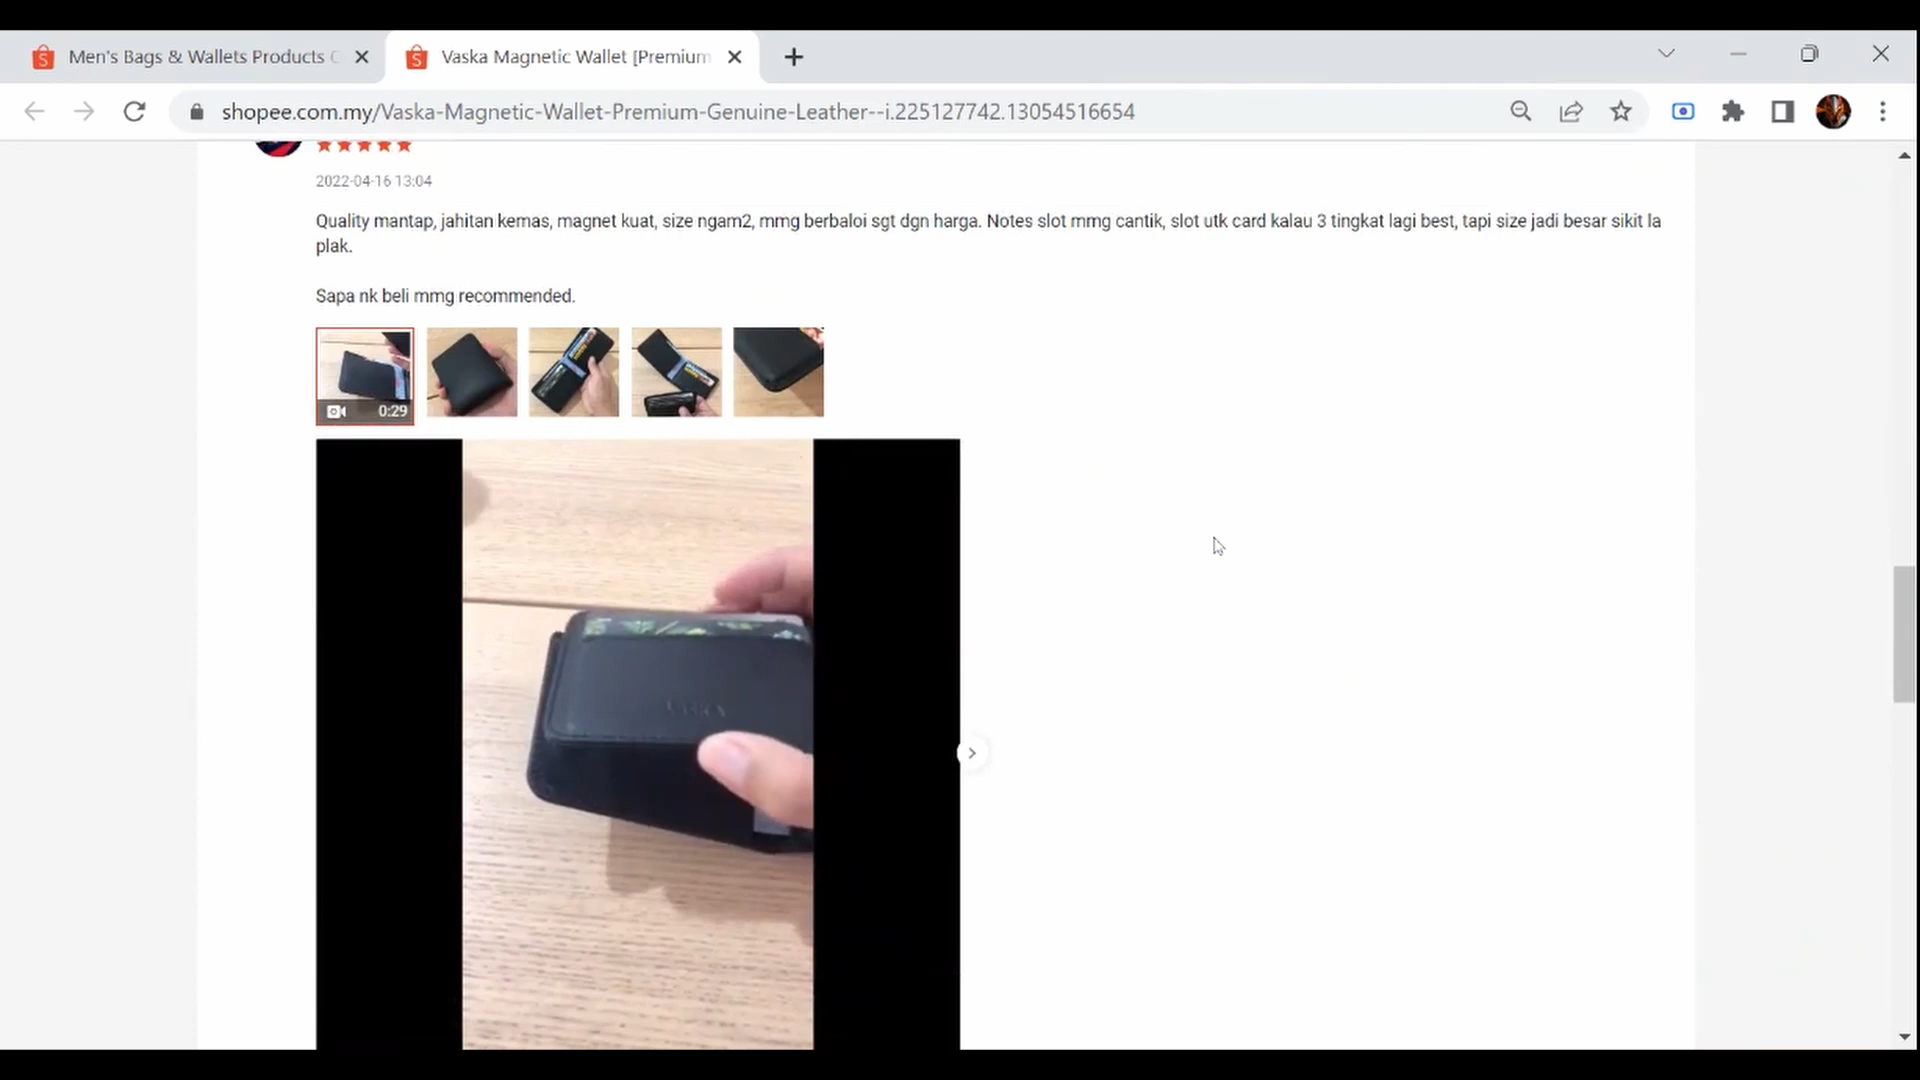 Men's Bags & Wallets Products
Vaska Magnetic Wallet [Premium
shopee.com.my/Vaska-Magnetic-Wallet-Premium-Genuine-Leather--i.225127742.13054516654
2022-04-16 13:04
Quality mantap, jahitan kemas, magnet kuat, size ngam2, mmg berbaloi sgt dgn harga. Notes slot mmg cantik, slot utk card kalau 3 tingkat lagi best, tapi size jadi besar sikit la
plak.
Sapa nk beli mmg recommended.
0:29